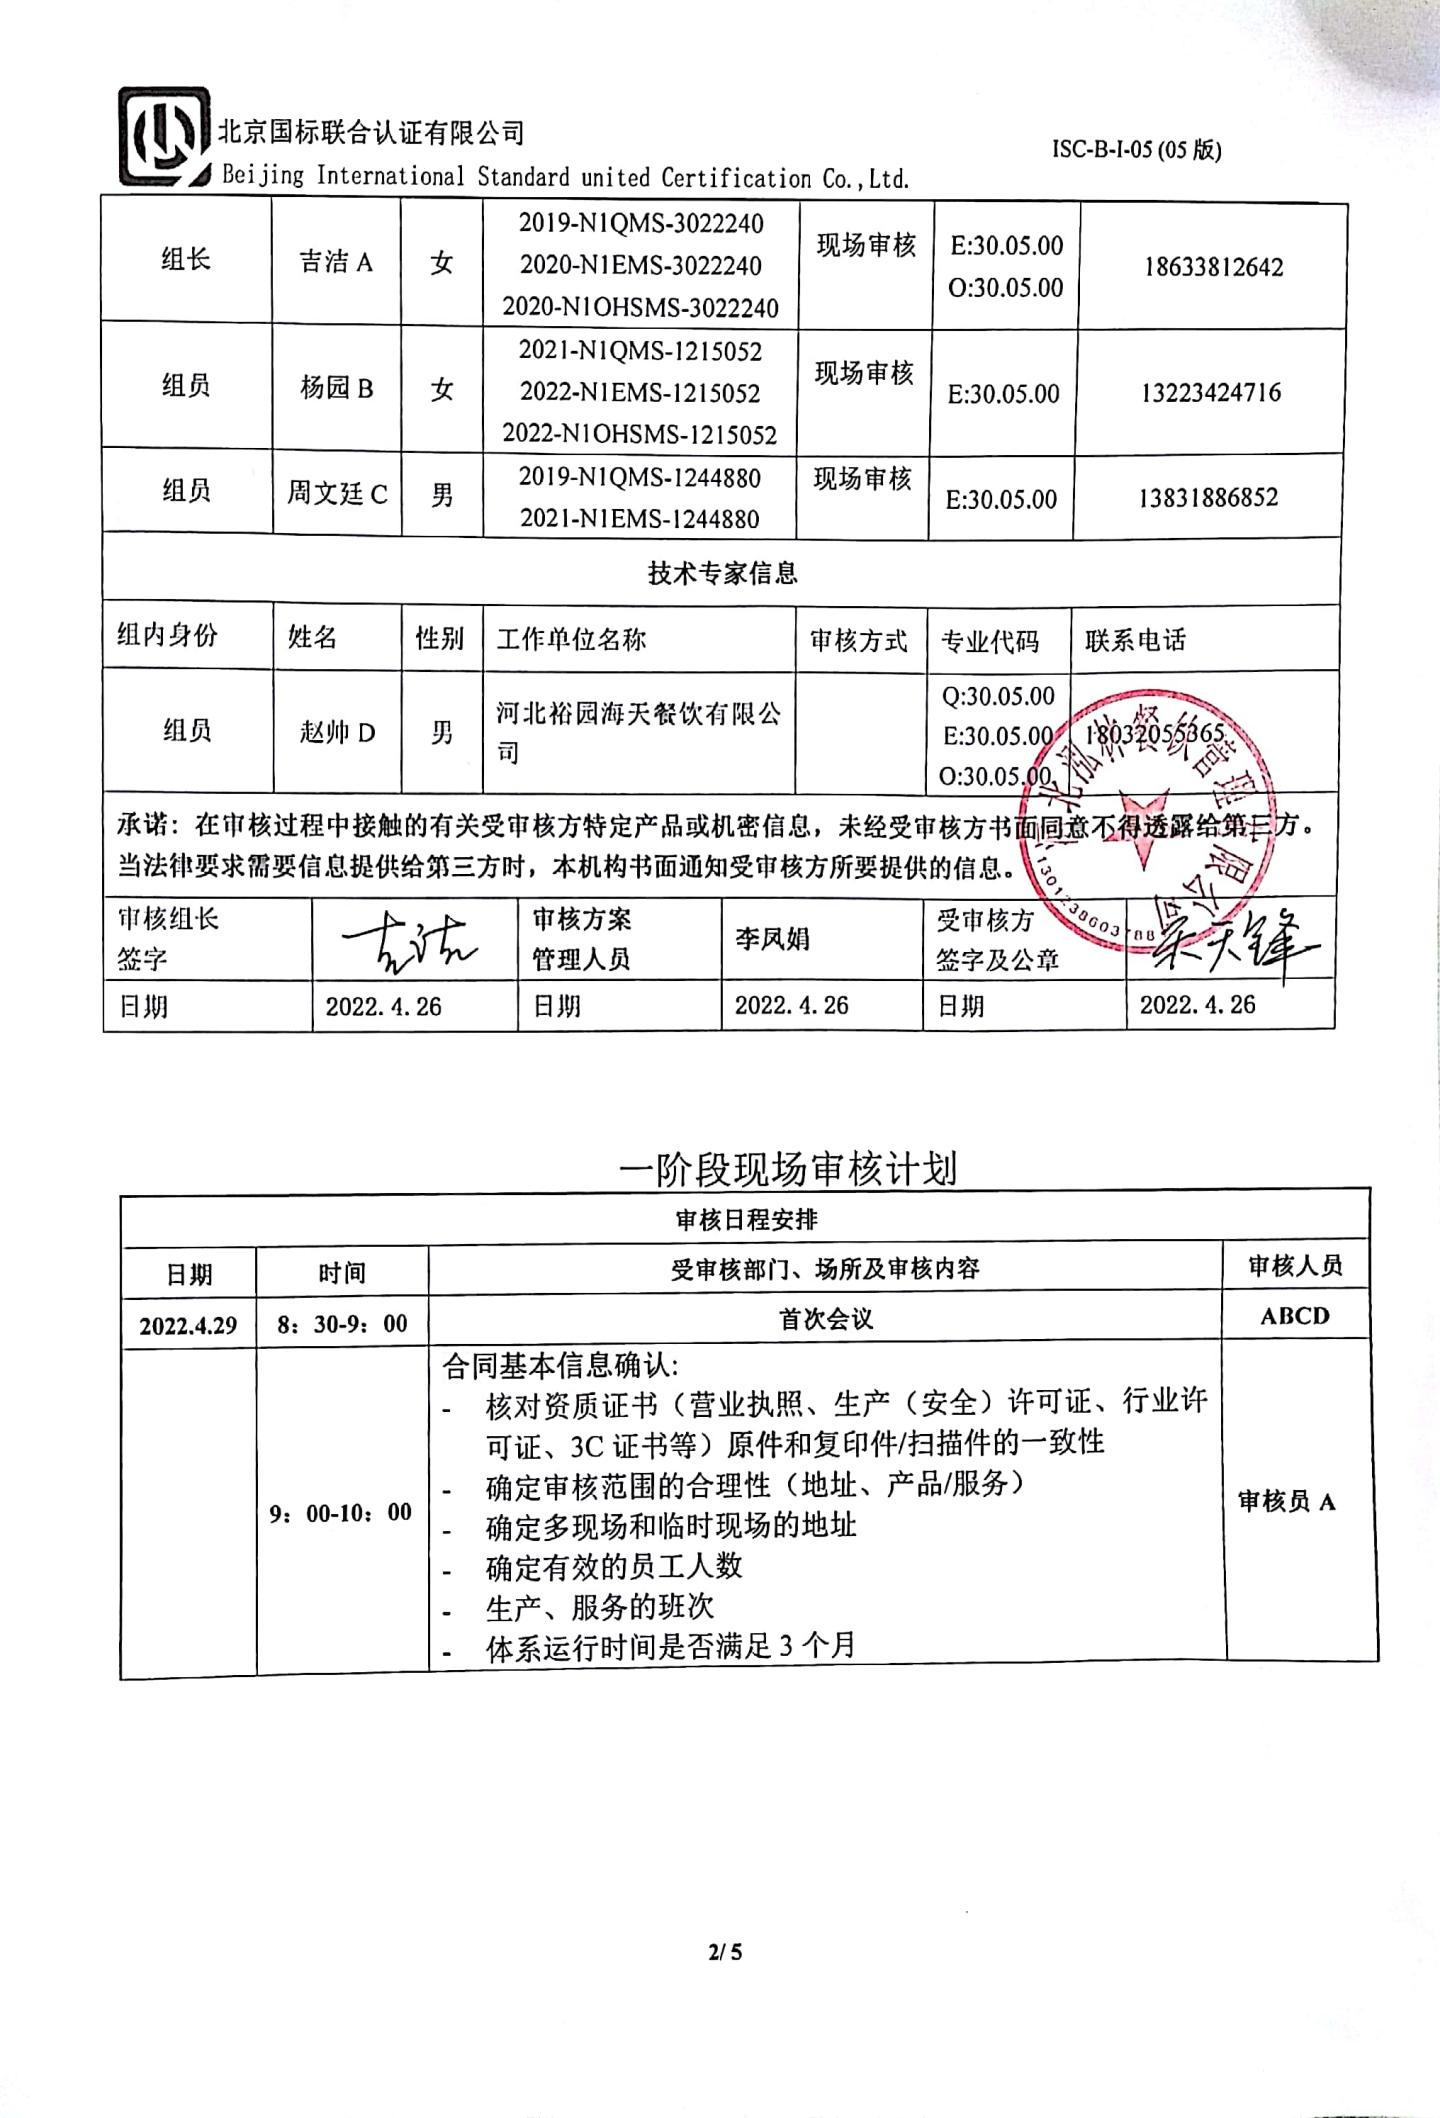 北京国标联合认证有限公司
Beijing International Standard united Certification Co.,Ltd.
ISC-B-I-05 (05 版)
组长 吉洁 A 女 2019-N1QMS-3022240 2020-N1EMS-3022240 2020-N1OHSMS-3022240 现场审核 E:30.05.00 O:30.05.00 18633812642
组员 杨园 B 女 2021-N1QMS-1215052 2022-N1EMS-1215052 2022-N1OHSMS-1215052 现场审核 E:30.05.00 13223424716
组员 周文廷 C 男 2019-N1QMS-1244880 2021-N1EMS-1244880 现场审核 E:30.05.00 13831886852
技术专家信息
组内身份 姓名 性别 工作单位名称 审核方式 专业代码 联系电话
组员 赵帅 D 男 河北裕园海天餐饮有限公司 Q:30.05.00 E:30.05.00 O:30.05.00 18032055365
承诺：在审核过程中接触的有关受审核方特定产品或机密信息，未经受审核方书面同意不得透露给第三方。
当法律要求需要信息提供给第三方时，本机构书面通知受审核方所要提供的信息。
审核组长签字 吉洁 审核方案管理人员 李凤娟 受审核方签字及公章
日期 2022.4.26 日期 2022.4.26 日期 2022.4.26
一阶段现场审核计划
审核日程安排
日期 时间 受审核部门、场所及审核内容 审核人员
2022.4.29 8：30-9：00 首次会议 ABCD
9：00-10：00 审核员 A
合同基本信息确认:
- 核对资质证书（营业执照、生产（安全）许可证、行业许
可证、3C 证书等）原件和复印件/扫描件的一致性
- 确定审核范围的合理性（地址、产品/服务）
- 确定多现场和临时现场的地址
- 确定有效的员工人数
- 生产、服务的班次
- 体系运行时间是否满足 3 个月
2/ 5